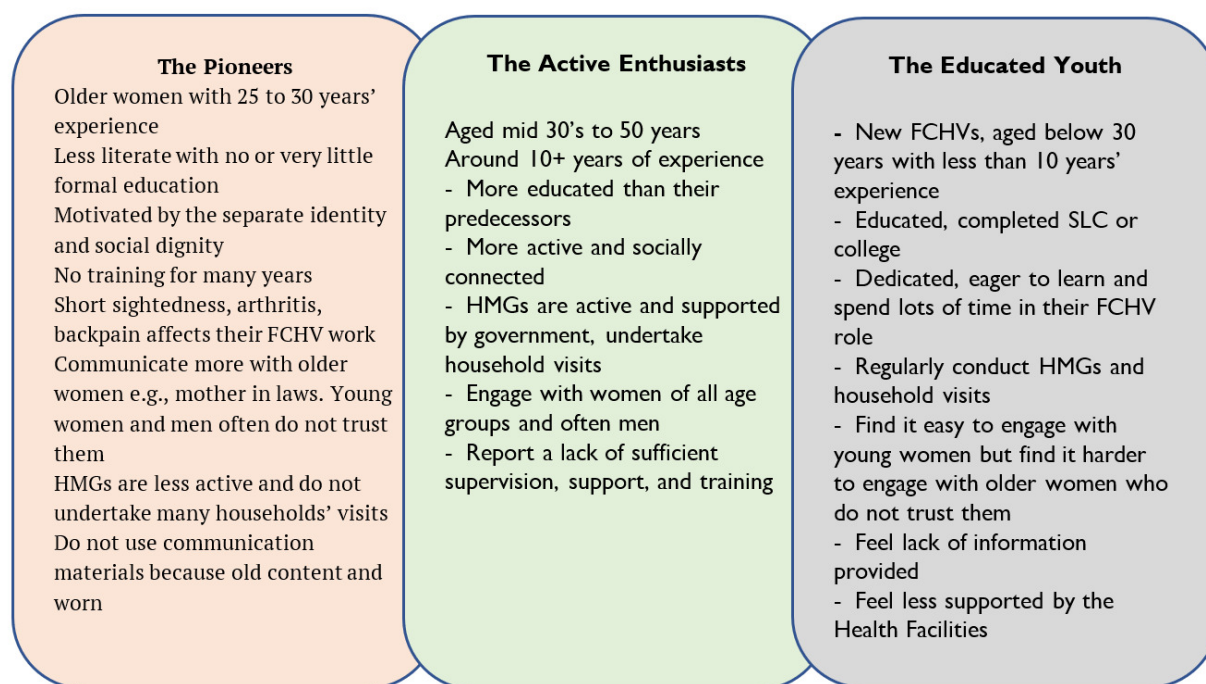 The Pioneers
Older women with 25 to 30 years'
experience
Less literate with no or very little
formal education
Motivated by the separate identity
and social dignity
No training for many years
Short sightedness, arthritis,
backpain affects their FCHV work
Communicate more with older
women e.g., mother in laws. Young
women and men often do not trust
them
HMGs are less active and do not
undertake many households' visits
Do not use communication
materials because old content and
worn
The Active Enthusiasts
Aged mid 30's to 50 years
Around 10+ years of experience
- More educated than their
predecessors
- More active and socially
connected
- HMGs are active and supported
by government, undertake
household visits
- Engage with women of all age
groups and often men
- Report a lack of sufficient
supervision, support, and training
The Educated Youth
- New FCHVs, aged below 30
years with less than 10 years'
experience
- Educated, completed SLC or
college
- Dedicated, eager to learn and
spend lots of time in their FCHV
role
- Regularly conduct HMGs and
household visits
- Find it easy to engage with
young women but find it harder
to engage with older women who
do not trust them
- Feel lack of information
provided
- Feel less supported by the
Health Facilities